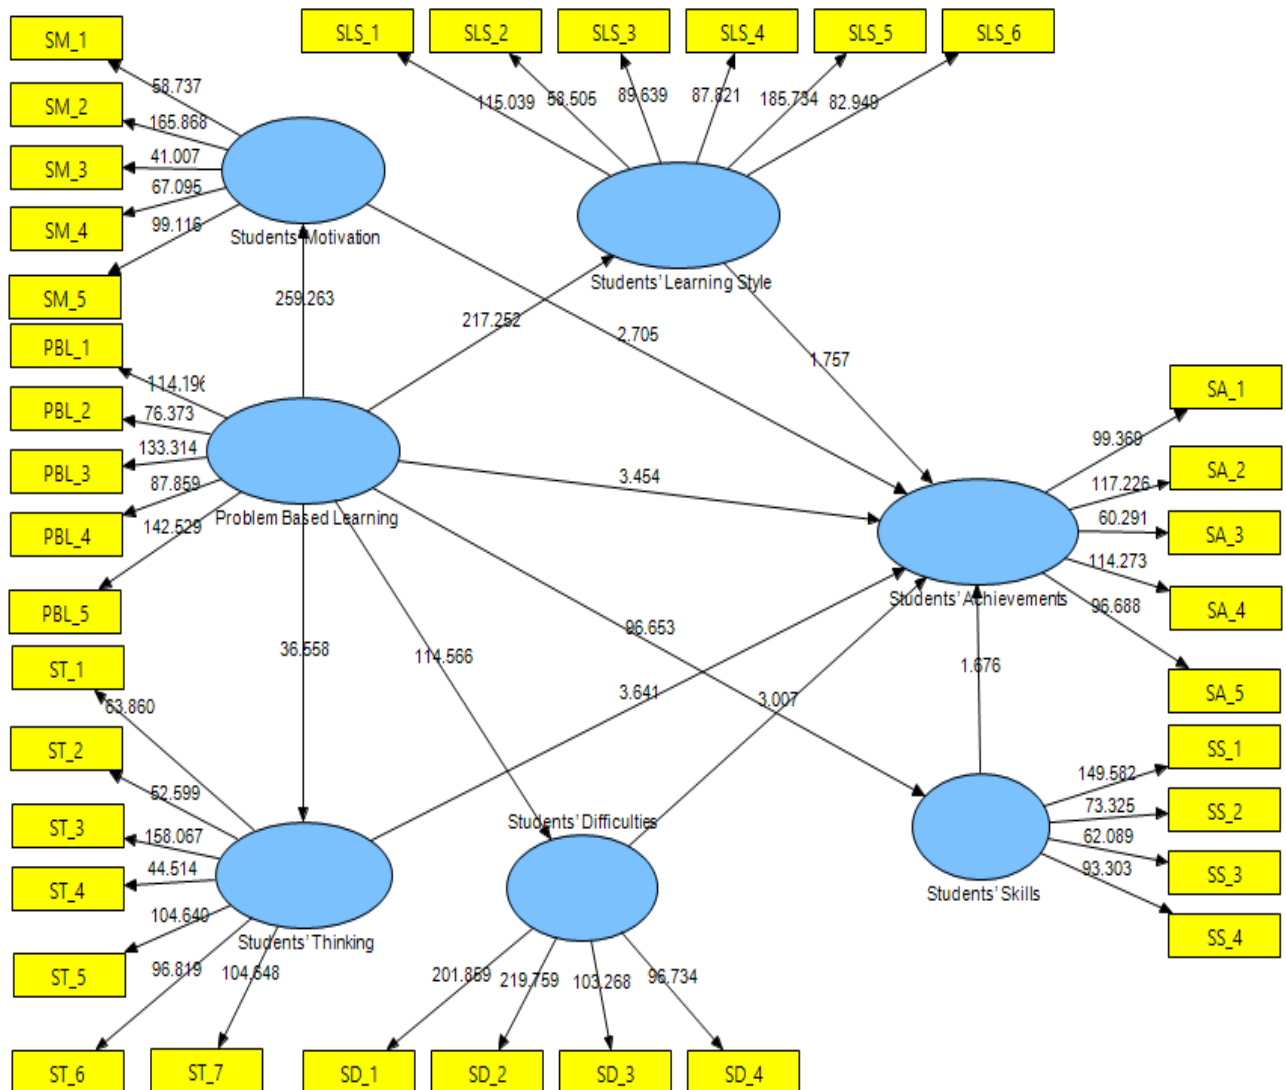 SM_1
SLS_1
SLS_2
SLS_3
SLS_4
SLS_5
SLS_6
SM_2
SM_3
SM_4
SM_5
58.737
165.868
41.007
67.095
99.116
115.039
58.505
89.639
87.821
185.734
82.949
Students' Motivation
Students' Learning Style
259.263
217.252
2.705
1.757
PBL_1
PBL_2
PBL_3
PBL_4
PBL_5
114.196
76.373
133.314
87.859
142.529
Problem Based Learning
3.454
SA_1
SA_2
SA_3
SA_4
SA_5
99.369
117.226
60.291
114.273
96.688
Students' Achievements
36.558
114.566
96.653
3.641
3.007
1.676
ST_1
ST_2
ST_3
ST_4
ST_5
ST_6
ST_7
63.860
52.599
158.067
44.514
104.640
96.819
104.648
Students' Thinking
Students' Difficulties
201.859
219.759
103.268
96.734
SD_1
SD_2
SD_3
SD_4
Students' Skills
149.582
73.325
62.089
93.303
SS_1
SS_2
SS_3
SS_4